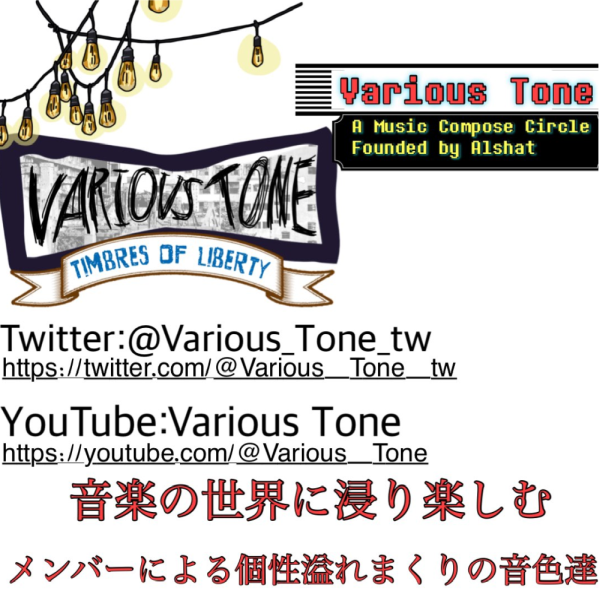 Various Tone
A Music Compose Circle
Founded by Alshat
VARIOUS TONE
TIMBRES OF LIBERTY
Twitter:@Various_Tone_tw
https://twitter.com/@Various_Tone_tw
YouTube:Various Tone
https://youtube.com/@Various_Tone
音楽の世界に浸り楽しむ
メンバーによる個性溢れまくりの音色達